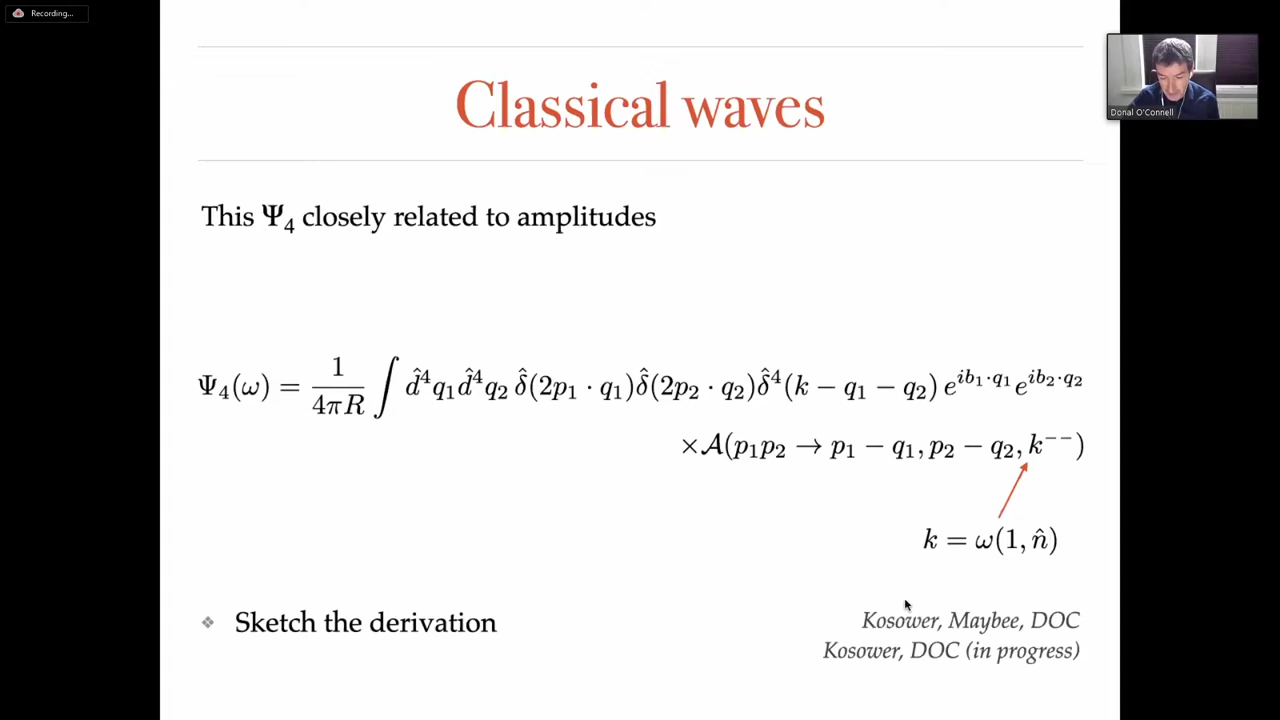 Recording...
Donal O'Connell
Classical waves
This Ψ₄ closely related to amplitudes
Ψ₄(ω) = 1/(4πR) ∫ d̂⁴q₁d̂⁴q₂ δ̂(2p₁ · q₁)δ̂(2p₂ · q₂)δ̂⁴(k − q₁ − q₂) e^{ib₁·q₁} e^{ib₂·q₂}
×𝒜(p₁p₂ → p₁ − q₁, p₂ − q₂, k⁻⁻)
k = ω(1, n̂)
❖ Sketch the derivation
Kosower, Maybee, DOC
Kosower, DOC (in progress)